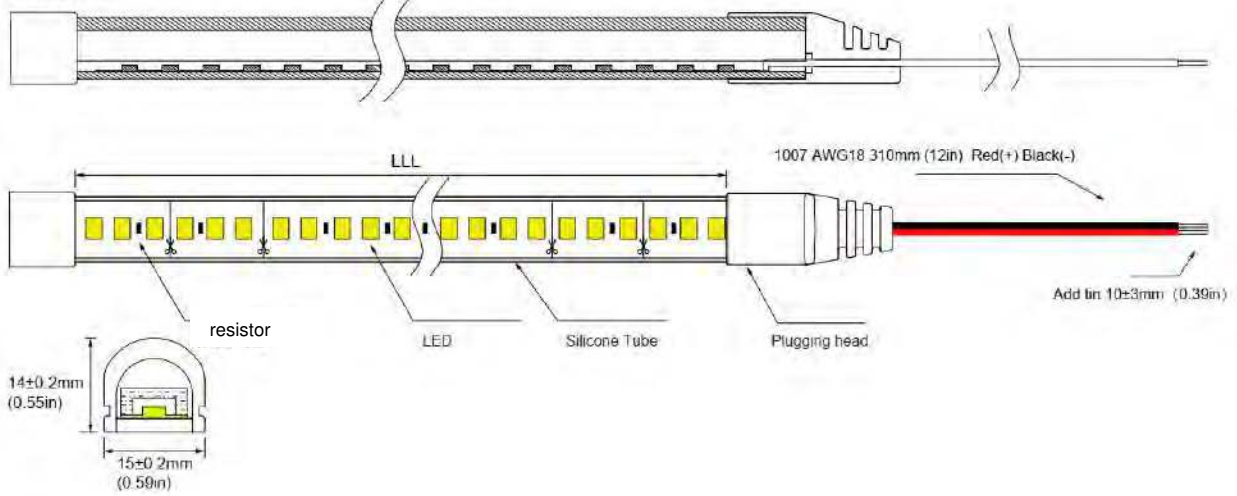 LLL
1007 AWG18 310mm (12in) Red(+) Black(-)
Add tin 10±3mm (0.39in)
resistor
LED
Silicone Tube
Plugging head
14±0.2mm
(0.55in)
15±0.2mm
(0.59in)